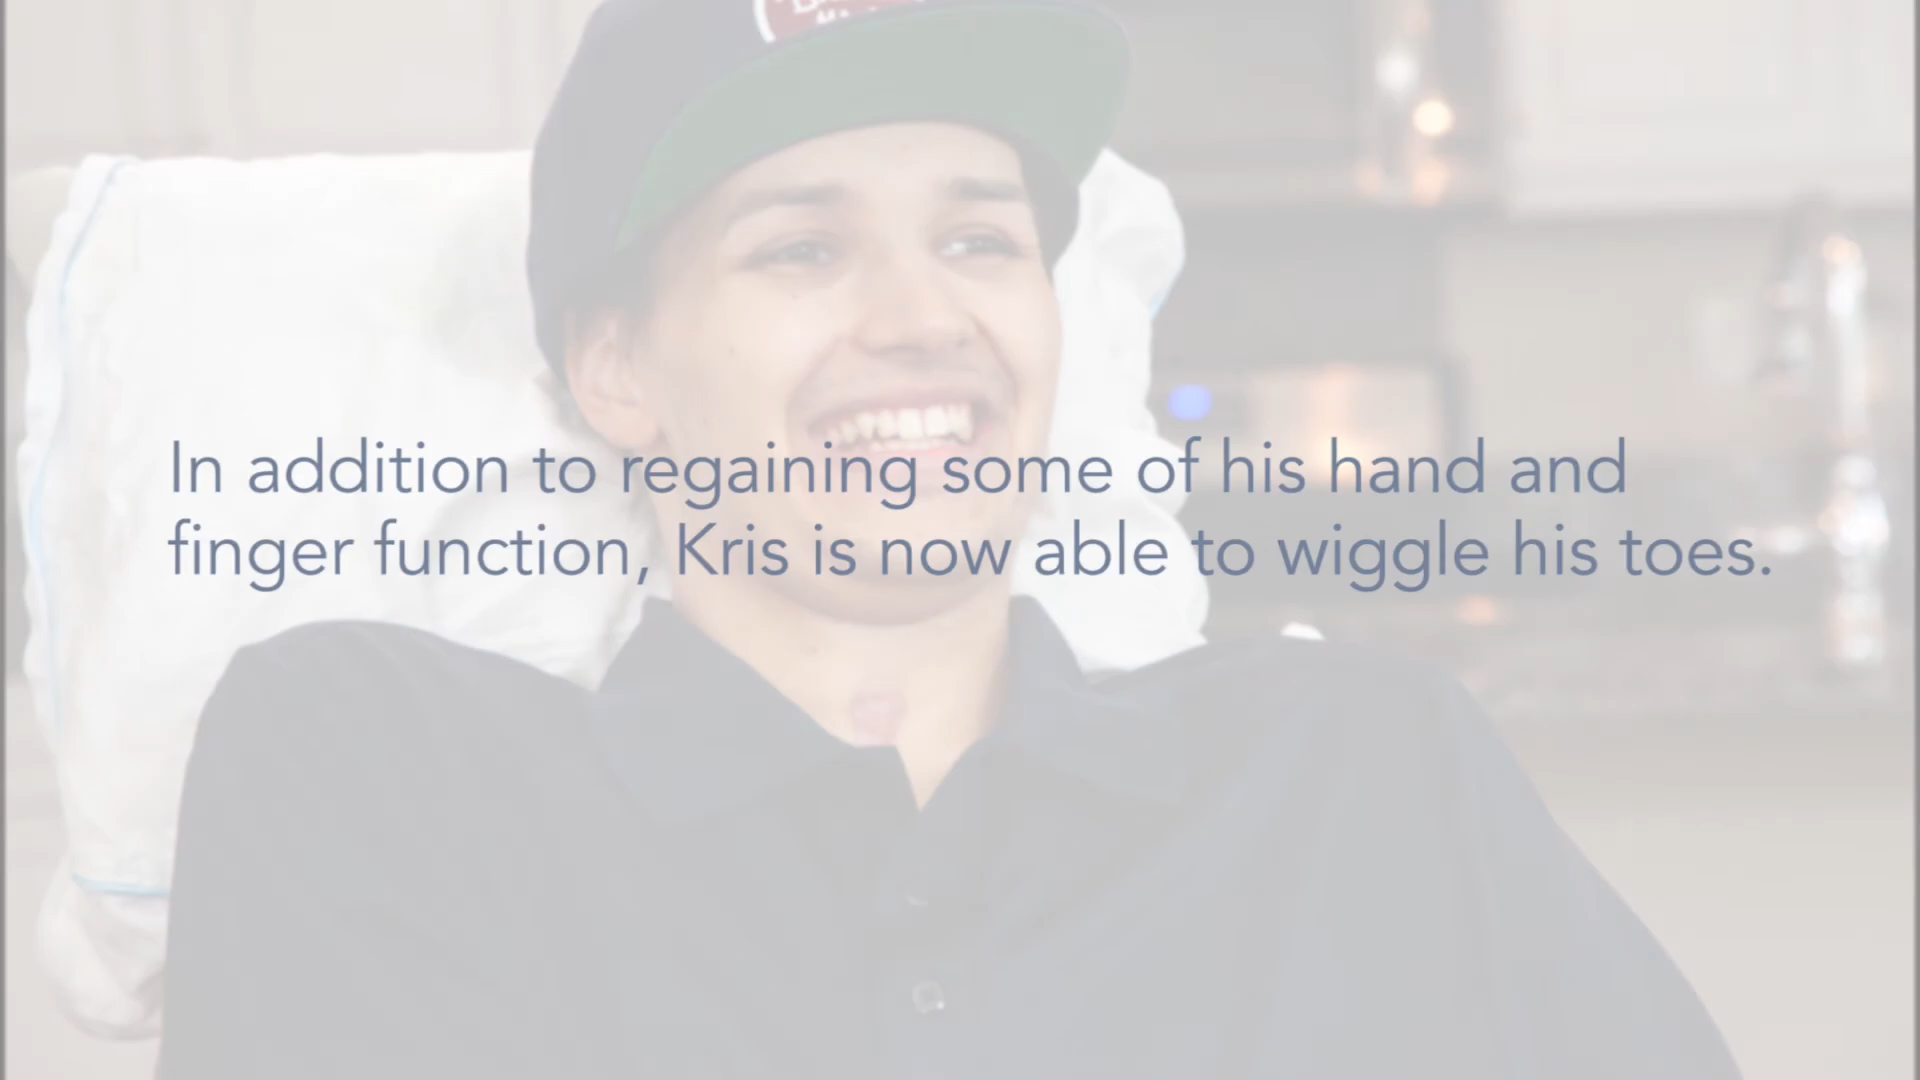 In addition to regaining some of his hand and
finger function, Kris is now able to wiggle his toes.